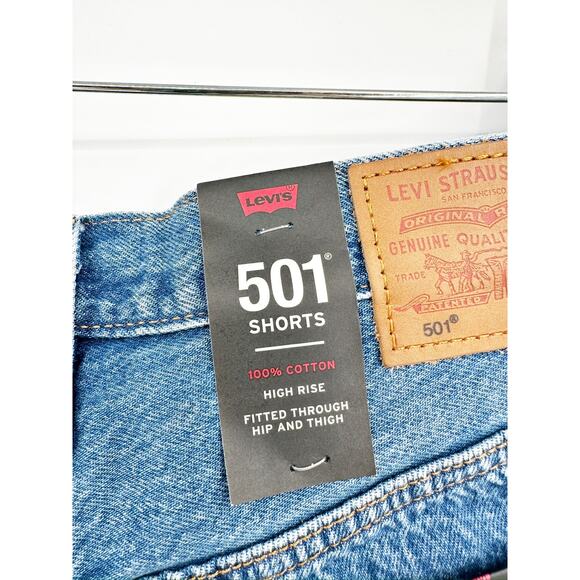 LEVI'S®
501®
SHORTS
100% COTTON
HIGH RISE
FITTED THROUGH
HIP AND THIGH
LEVI STRAUS
SAN FRANCISCO
ORIGINAL R
GENUINE QUALI
TRADE
PATENTED
501®